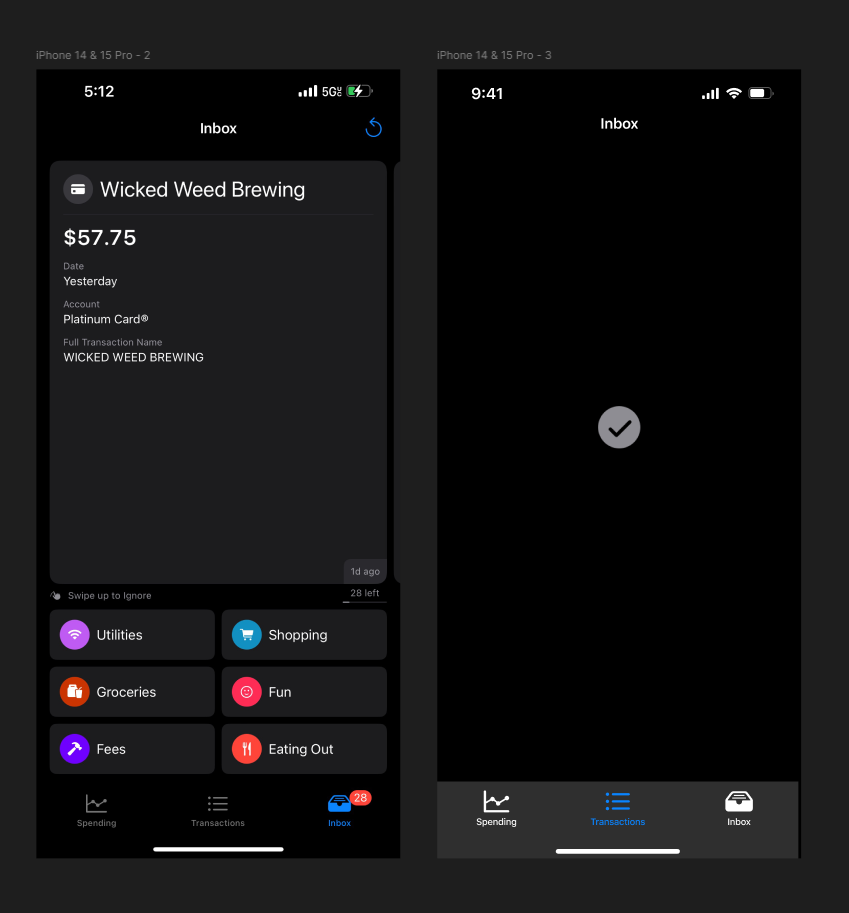 iPhone 14 & 15 Pro - 2
5:12
Inbox
Wicked Weed Brewing
$57.75
Date
Yesterday
Account
Platinum Card®
Full Transaction Name
WICKED WEED BREWING
1d ago
Swipe up to Ignore
28 left
Utilities
Shopping
Groceries
Fun
Fees
Eating Out
28
Spending
Transactions
Inbox
iPhone 14 & 15 Pro - 3
9:41
Inbox
Spending
Transactions
Inbox